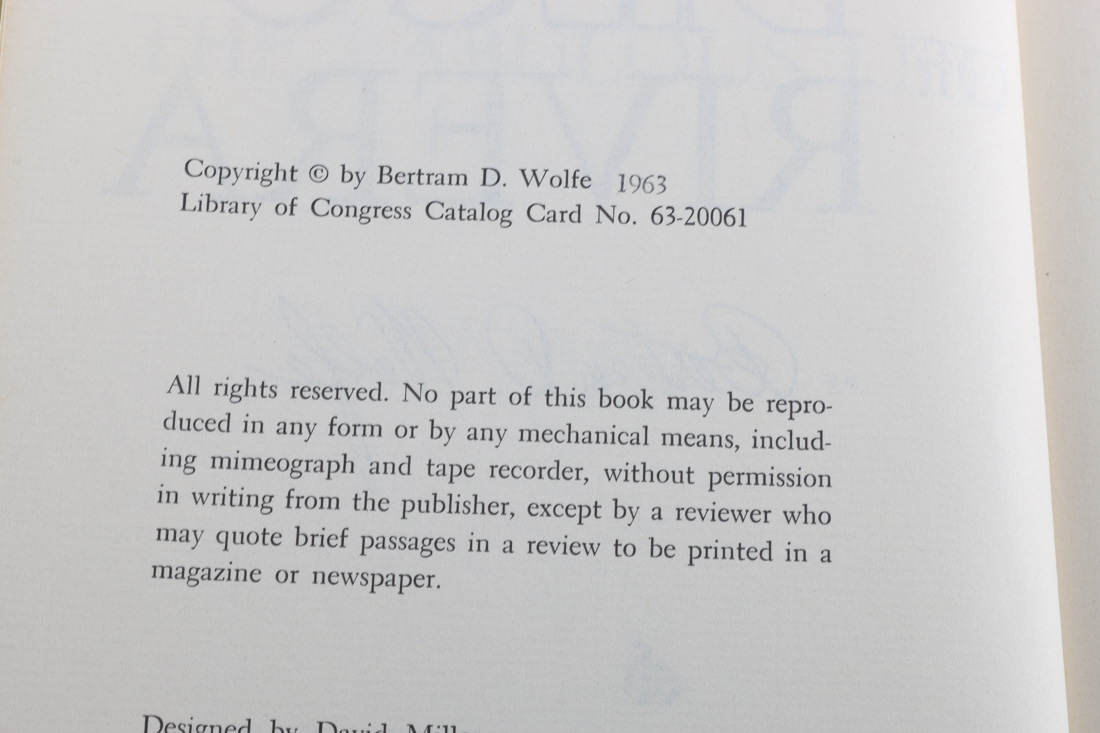 Copyright © by Bertram D. Wolfe 1963
Library of Congress Catalog Card No. 63-20061
All rights reserved. No part of this book may be repro-
duced in any form or by any mechanical means, includ-
ing mimeograph and tape recorder, without permission
in writing from the publisher, except by a reviewer who
may quote brief passages in a review to be printed in a
magazine or newspaper.
Designed by David